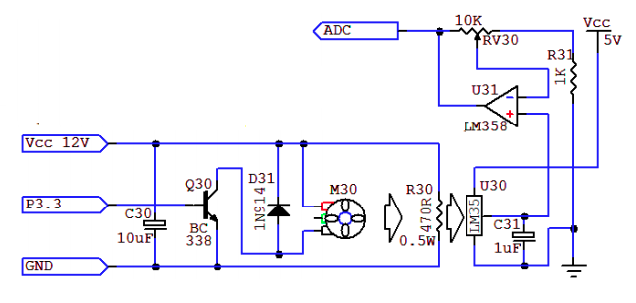 10K
Vcc
ADC
RV30
5V
R31
1K
U31
-
+
LM358
Vcc 12V
Q30
D31
1N914
M30
R30
470R
0.5W
U30
LM35
P3.3
C30
10uF
BC
338
C31
1uF
GND